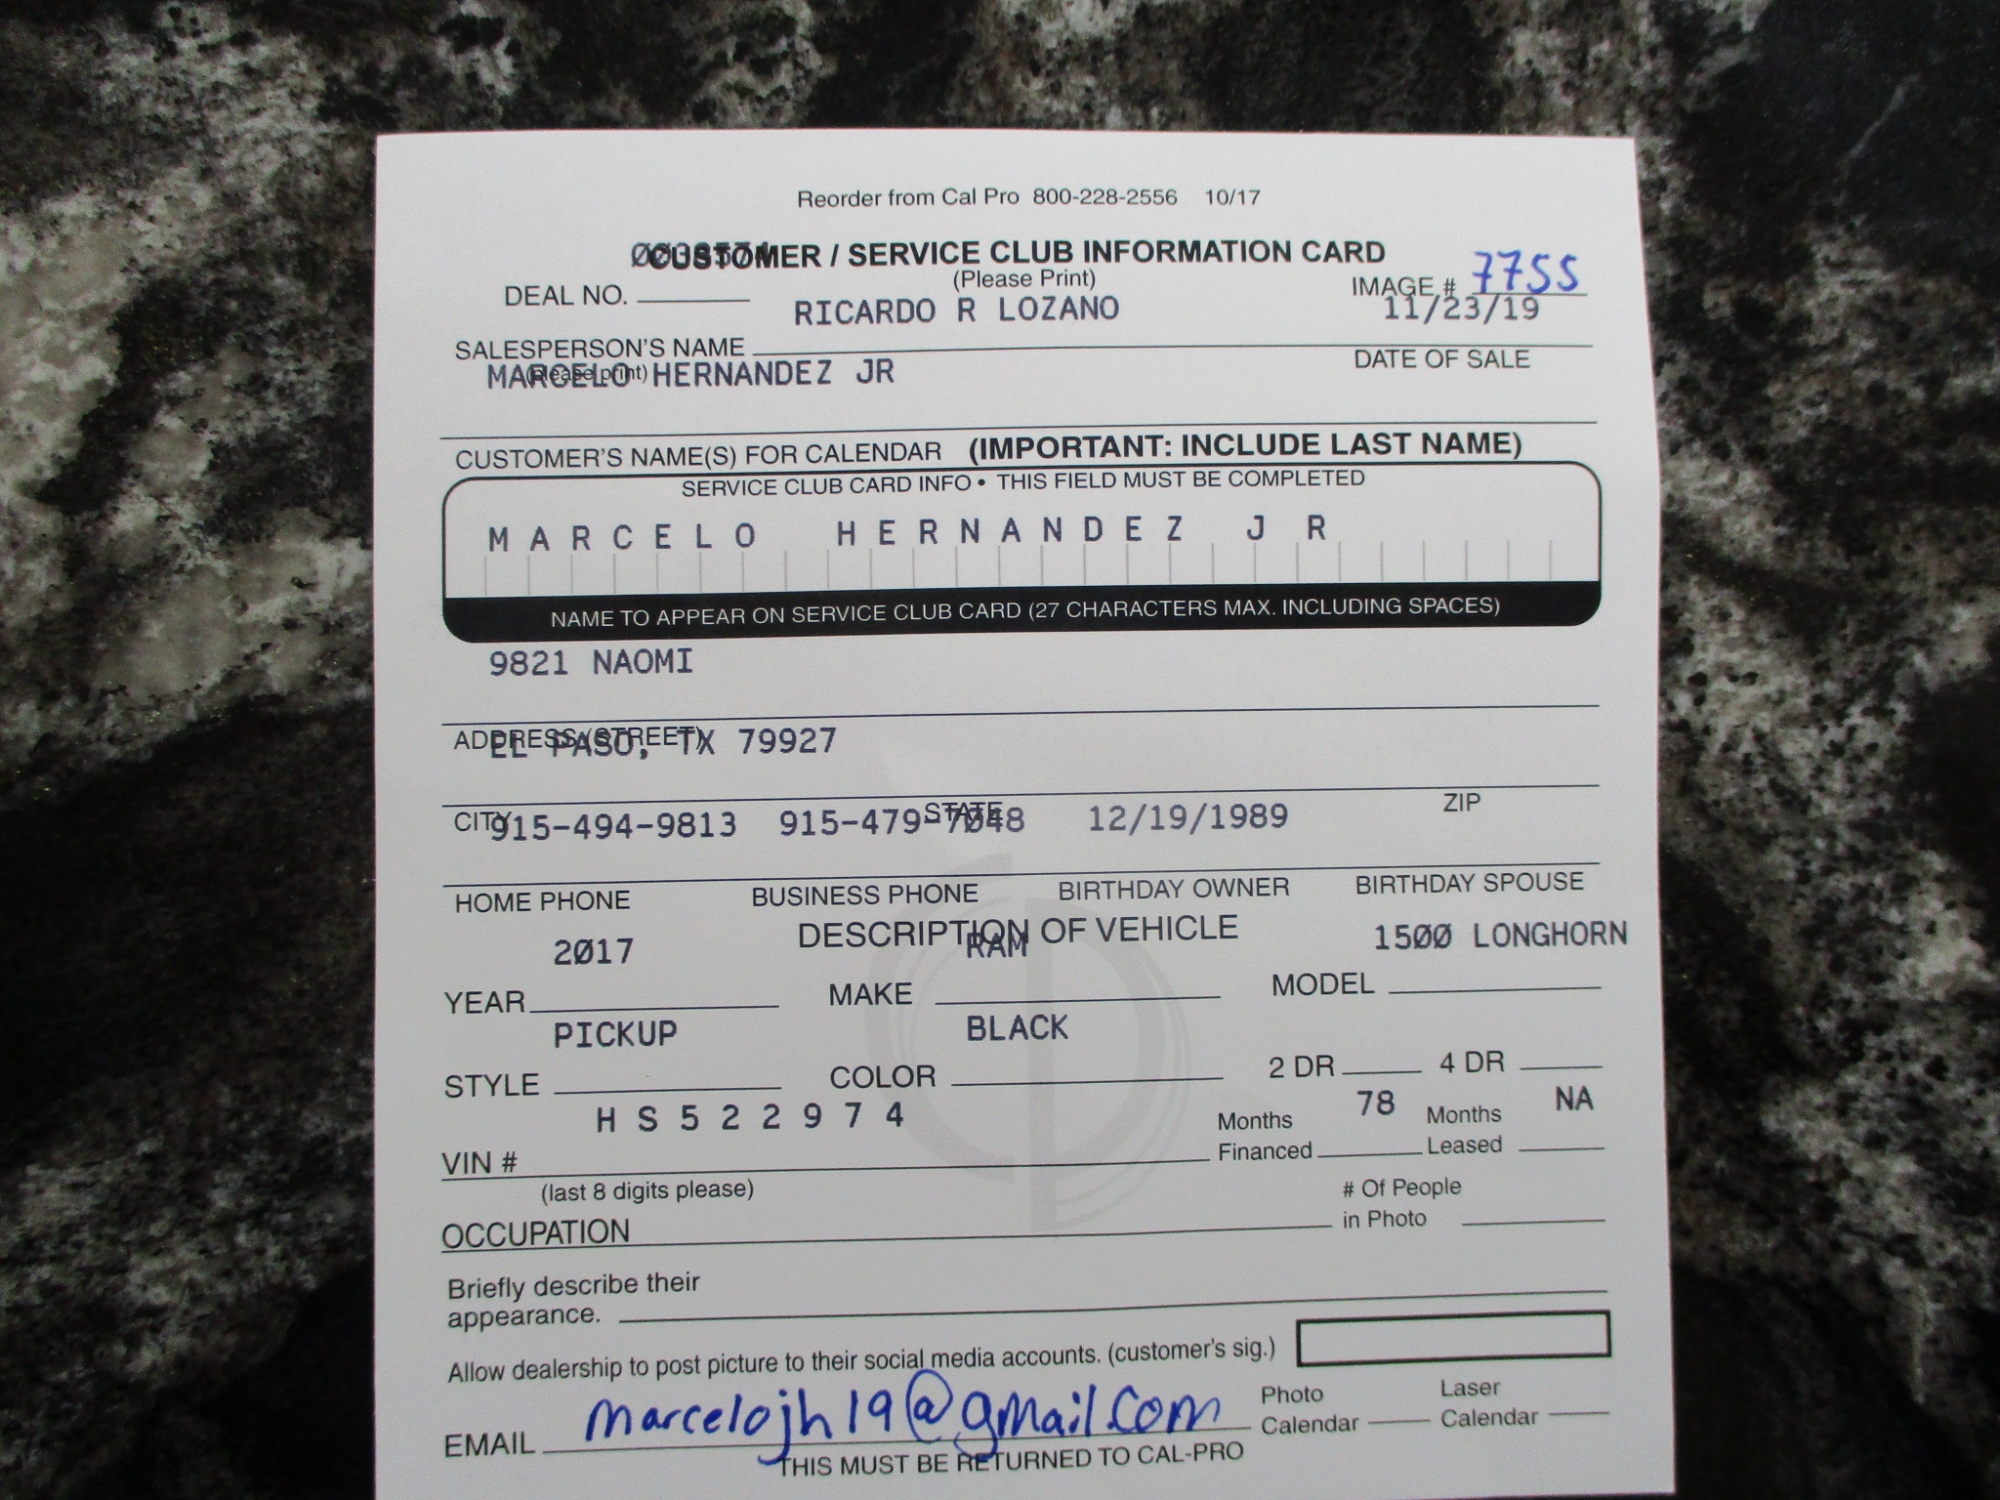 Reorder from Cal Pro 800-228-2556 10/17
CUSTOMER / SERVICE CLUB INFORMATION CARD
(Please Print)
DEAL NO.
IMAGE # 7755
RICARDO R LOZANO 11/23/19
SALESPERSON'S NAME
(please print)
DATE OF SALE
MARCELO HERNANDEZ JR
CUSTOMER'S NAME(S) FOR CALENDAR (IMPORTANT: INCLUDE LAST NAME)
SERVICE CLUB CARD INFO • THIS FIELD MUST BE COMPLETED
MARCELO HERNANDEZ JR
NAME TO APPEAR ON SERVICE CLUB CARD (27 CHARACTERS MAX. INCLUDING SPACES)
9821 NAOMI
ADDRESS (STREET)
EL PASO, TX 79927
CITY STATE ZIP
915-494-9813 915-479-7048 12/19/1989
HOME PHONE BUSINESS PHONE BIRTHDAY OWNER BIRTHDAY SPOUSE
DESCRIPTION OF VEHICLE
2017 RAM 1500 LONGHORN
YEAR MAKE MODEL
PICKUP BLACK
STYLE COLOR 2 DR 4 DR
HS522974
78 NA
VIN # Months Financed Months Leased
(last 8 digits please)
# Of People
in Photo
OCCUPATION
Briefly describe their
appearance.
Allow dealership to post picture to their social media accounts. (customer's sig.)
EMAIL marcelojh19@gmail.com
Photo Calendar Laser Calendar
THIS MUST BE RETURNED TO CAL-PRO